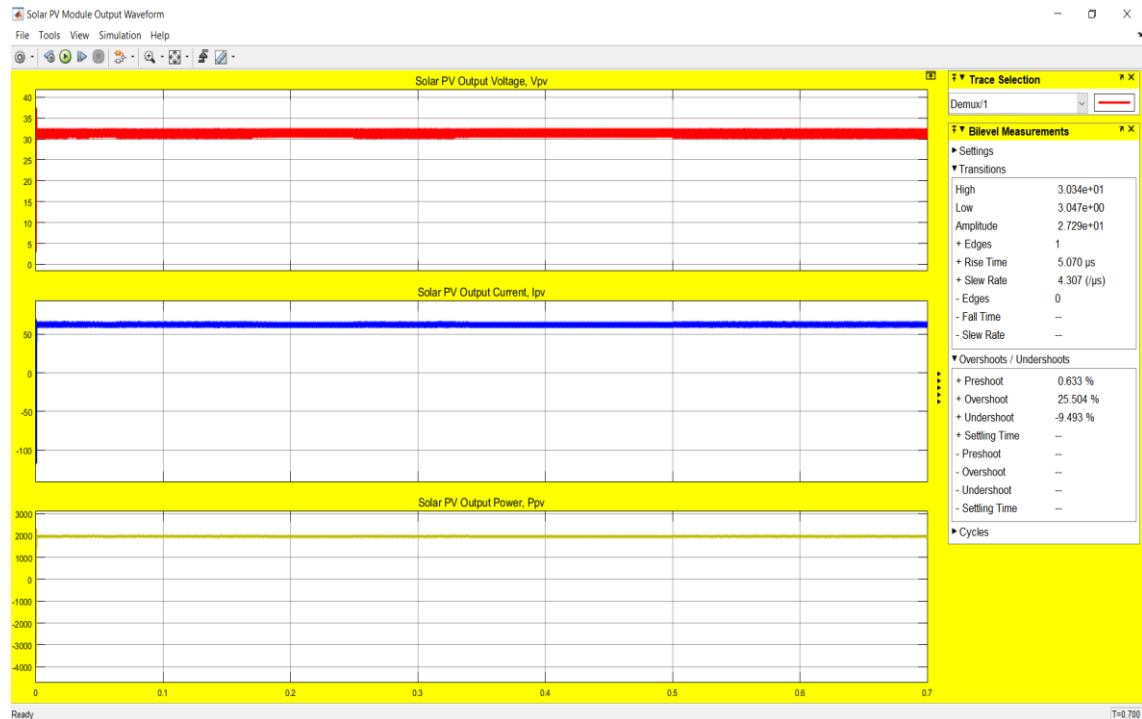 Solar PV Module Output Waveform
File Tools View Simulation Help
Solar PV Output Voltage, Vpv
40
35
30
25
20
15
10
5
0
Solar PV Output Current, Ipv
50
0
-50
-100
Solar PV Output Power, Ppv
3000
2000
1000
0
-1000
-2000
-3000
-4000
0 0.1 0.2 0.3 0.4 0.5 0.6 0.7
Ready
T=0.700
Trace Selection
Demux/1
Bilevel Measurements
Settings
Transitions
High 3.034e+01
Low 3.047e+00
Amplitude 2.729e+01
+ Edges 1
+ Rise Time 5.070 µs
+ Slew Rate 4.307 (/µs)
- Edges 0
- Fall Time --
- Slew Rate --
Overshoots / Undershoots
+ Preshoot 0.633 %
+ Overshoot 25.504 %
+ Undershoot -9.493 %
+ Settling Time --
- Preshoot --
- Overshoot --
- Undershoot --
- Settling Time --
Cycles